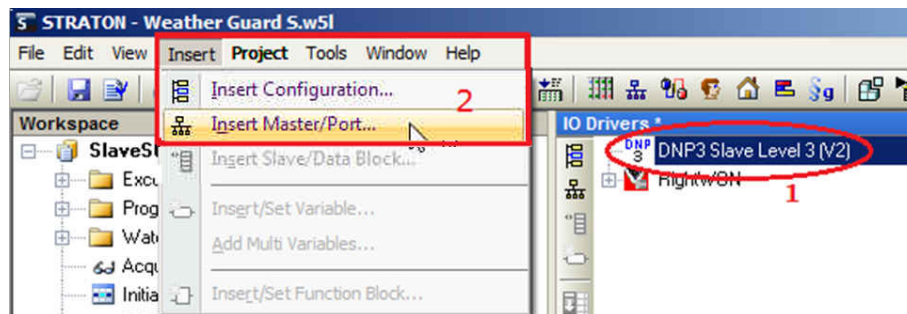 STRATON - Weather Guard S.w5l
File Edit View Insert Project Tools Window Help
Insert Configuration...
2
Insert Master/Port...
Insert Slave/Data Block...
Insert/Set Variable...
Add Multi Variables...
Insert/Set Function Block...
§g
Workspace
SlaveSt
Excu
Prog
Wat
Acqu
Initia
IO Drivers *
DNP 3 DNP3 Slave Level 3 (V2)
RightWON
1